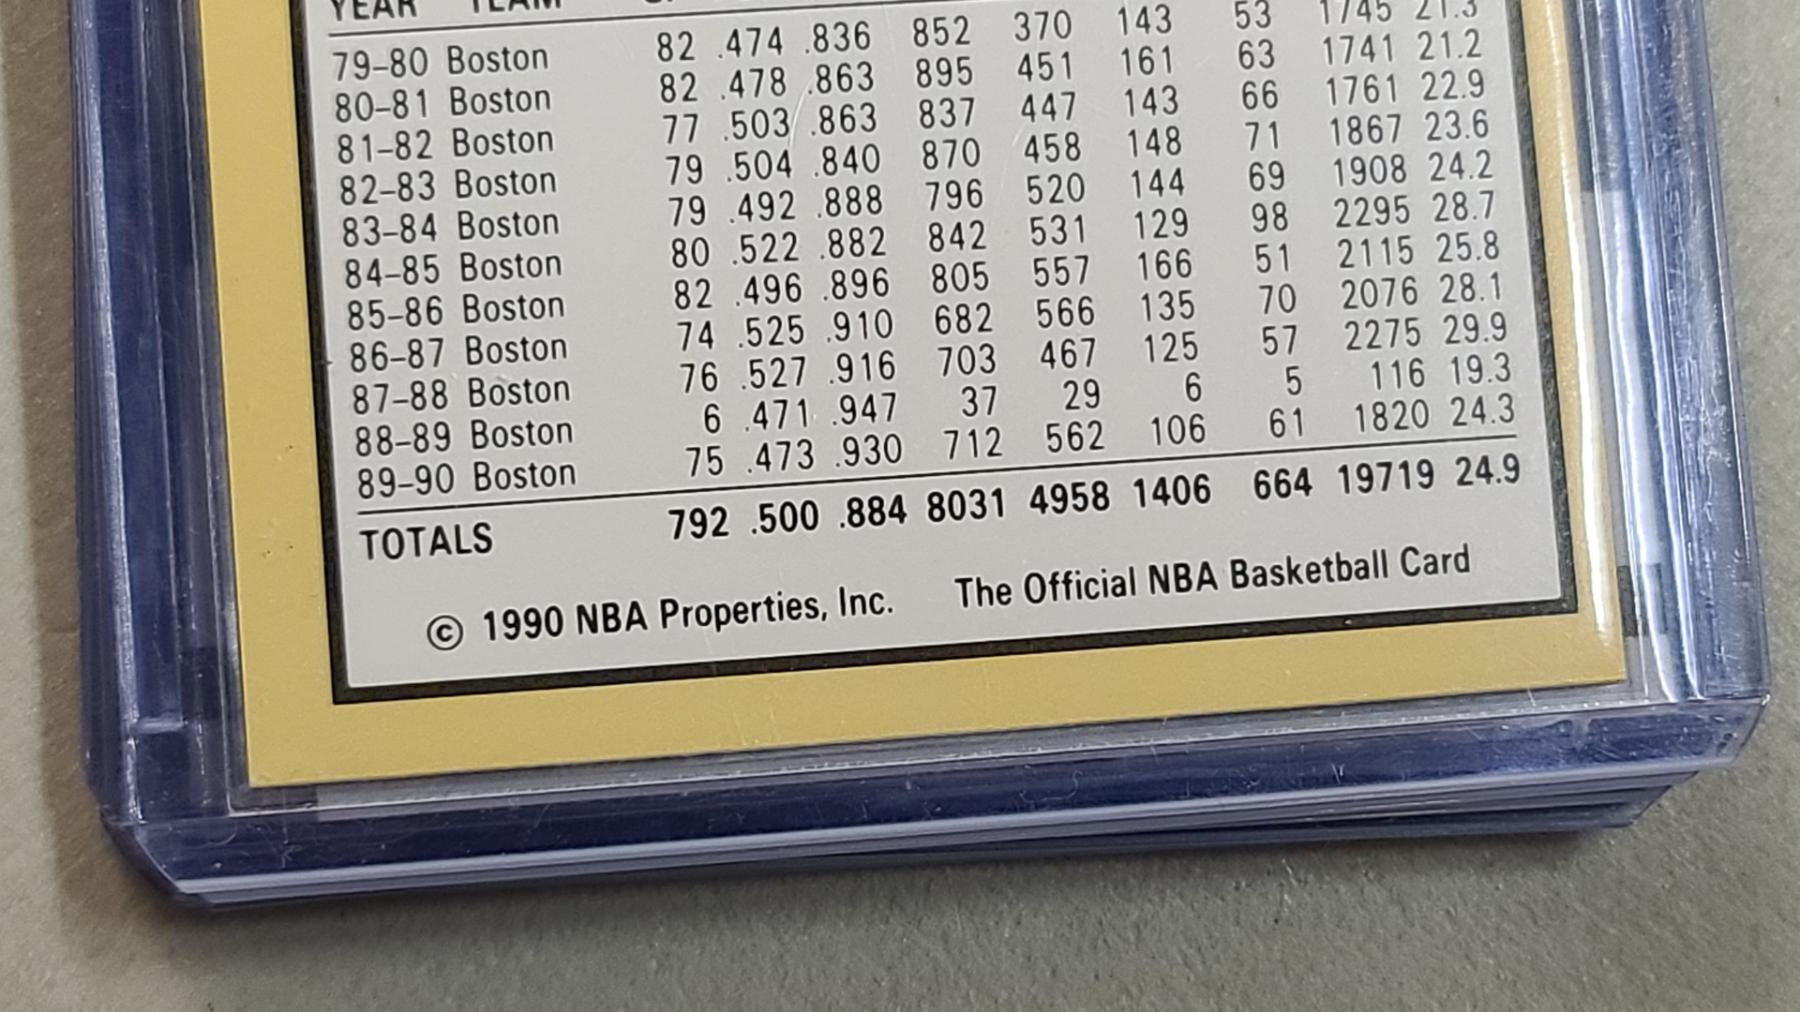 YEAR TEAM
79–80 Boston 82 .474 .836 852 370 143 53 1745 21.3
80–81 Boston 82 .478 .863 895 451 161 63 1741 21.2
81–82 Boston 77 .503 .863 837 447 143 66 1761 22.9
82–83 Boston 79 .504 .840 870 458 148 71 1867 23.6
83–84 Boston 79 .492 .888 796 520 144 69 1908 24.2
84–85 Boston 80 .522 .882 842 531 129 98 2295 28.7
85–86 Boston 82 .496 .896 805 557 166 51 2115 25.8
86–87 Boston 74 .525 .910 682 566 135 70 2076 28.1
87–88 Boston 76 .527 .916 703 467 125 57 2275 29.9
88–89 Boston 6 .471 .947 37 29 6 5 116 19.3
89–90 Boston 75 .473 .930 712 562 106 61 1820 24.3
TOTALS 792 .500 .884 8031 4958 1406 664 19719 24.9
© 1990 NBA Properties, Inc. The Official NBA Basketball Card